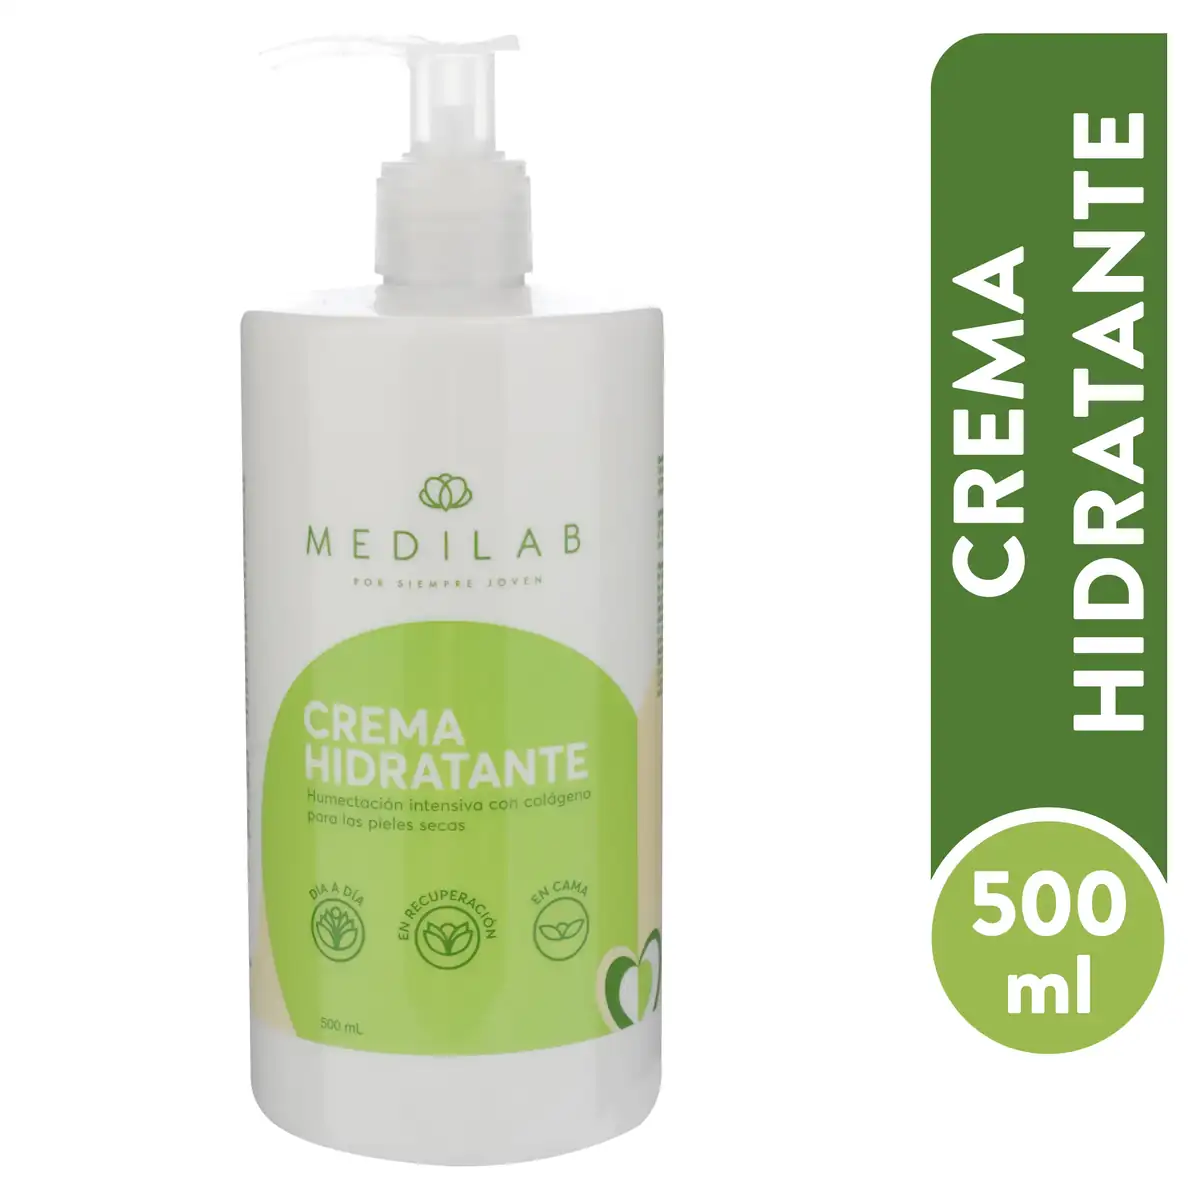 MEDILAB
POR SIEMPRE JOVEN
CREMA
HIDRATANTE
Humectación intensiva con colágeno
para las pieles secas
DÍA A DÍA
EN RECUPERACIÓN
EN CAMA
500 mL
CREMA
HIDRATANTE
500
ml